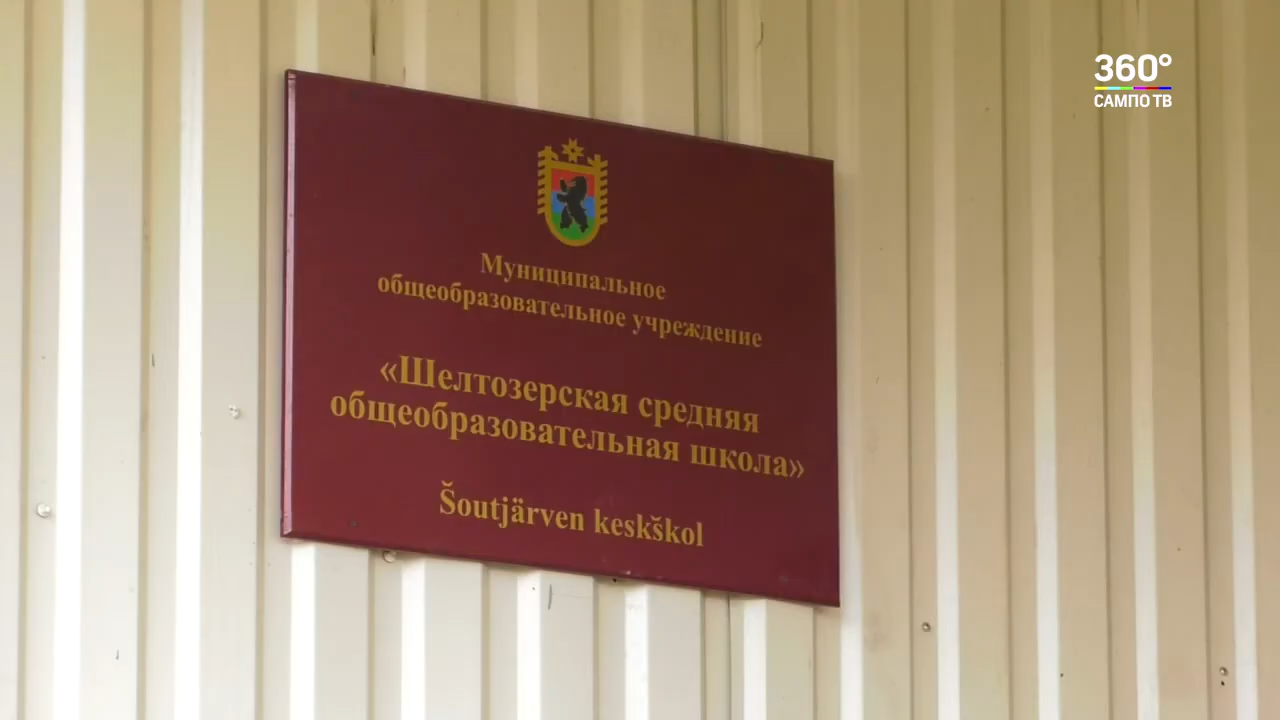 360°
САМПО ТВ
Муниципальное
общеобразовательное учреждение
«Шелтозерская средняя
общеобразовательная школа»
Šoutjärven keskškol